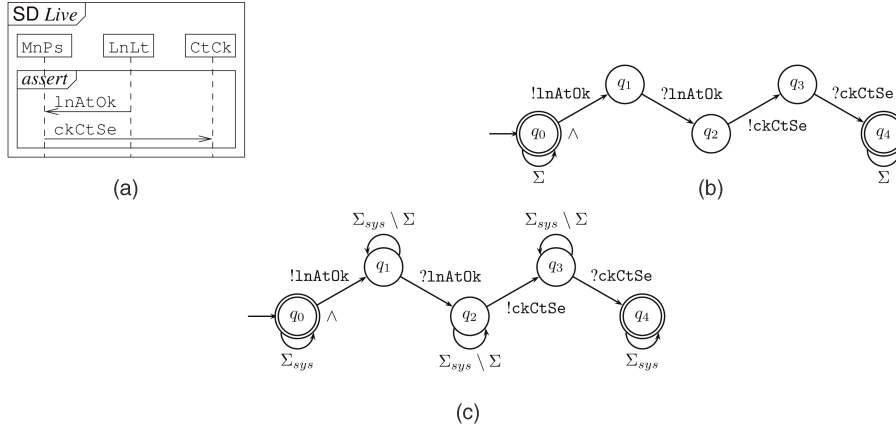 SD Live
MnPs LnLt CtCk
assert
lnAtOk
ckCtSe
(a)
!lnAtOk q1 ?lnAtOk q3 ?ckCtSe
q0 ∧ q2 !ckCtSe q4
Σ Σ
(b)
Σsys \ Σ Σsys \ Σ
!lnAtOk q1 ?lnAtOk q3 ?ckCtSe
q0 ∧ q2 !ckCtSe q4
Σsys Σsys \ Σ Σsys
(c)